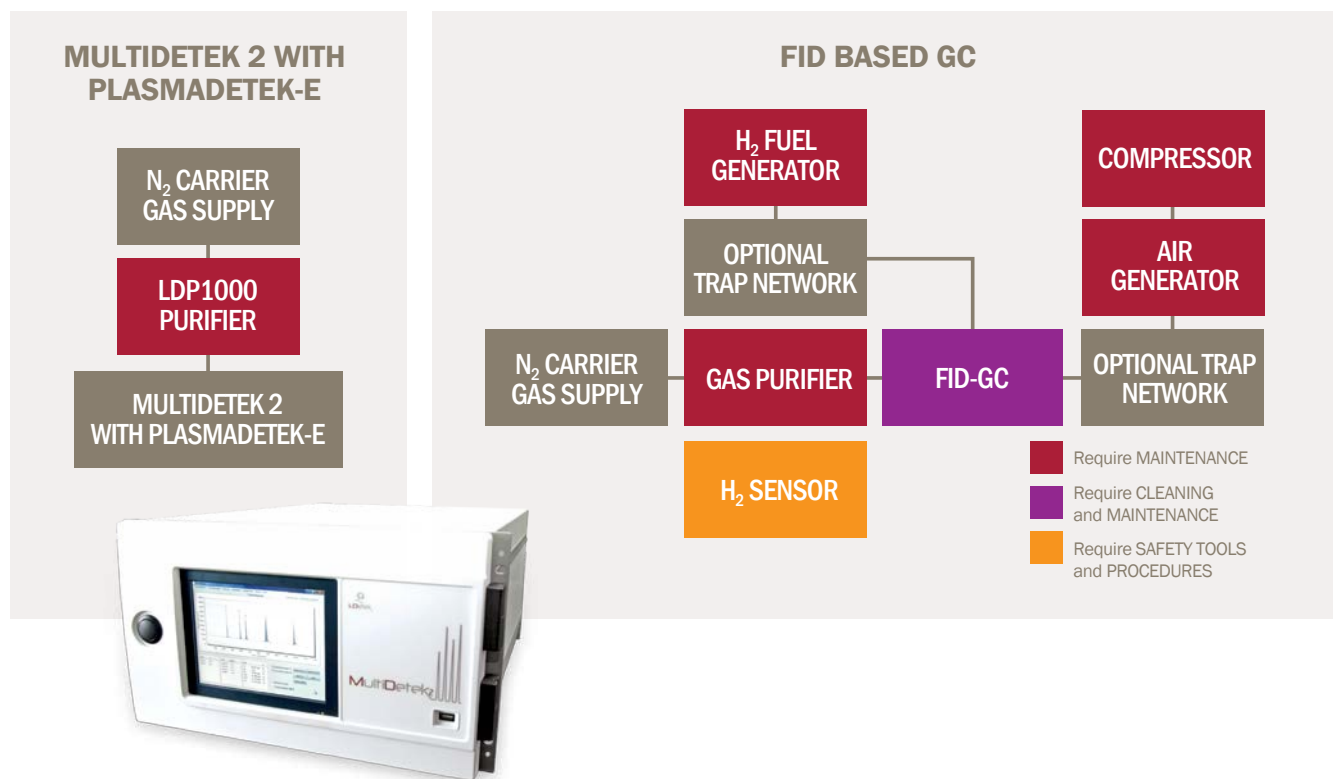 MULTIDETEK 2 WITH
PLASMADETEK-E
N₂ CARRIER
GAS SUPPLY
LDP1000
PURIFIER
MULTIDETEK 2
WITH PLASMADETEK-E
FID BASED GC
H₂ FUEL
GENERATOR
COMPRESSOR
OPTIONAL
TRAP NETWORK
AIR
GENERATOR
N₂ CARRIER
GAS SUPPLY
GAS PURIFIER
FID-GC
OPTIONAL TRAP
NETWORK
H₂ SENSOR
Require MAINTENANCE
Require CLEANING
and MAINTENANCE
Require SAFETY TOOLS
and PROCEDURES
MultiDetek2